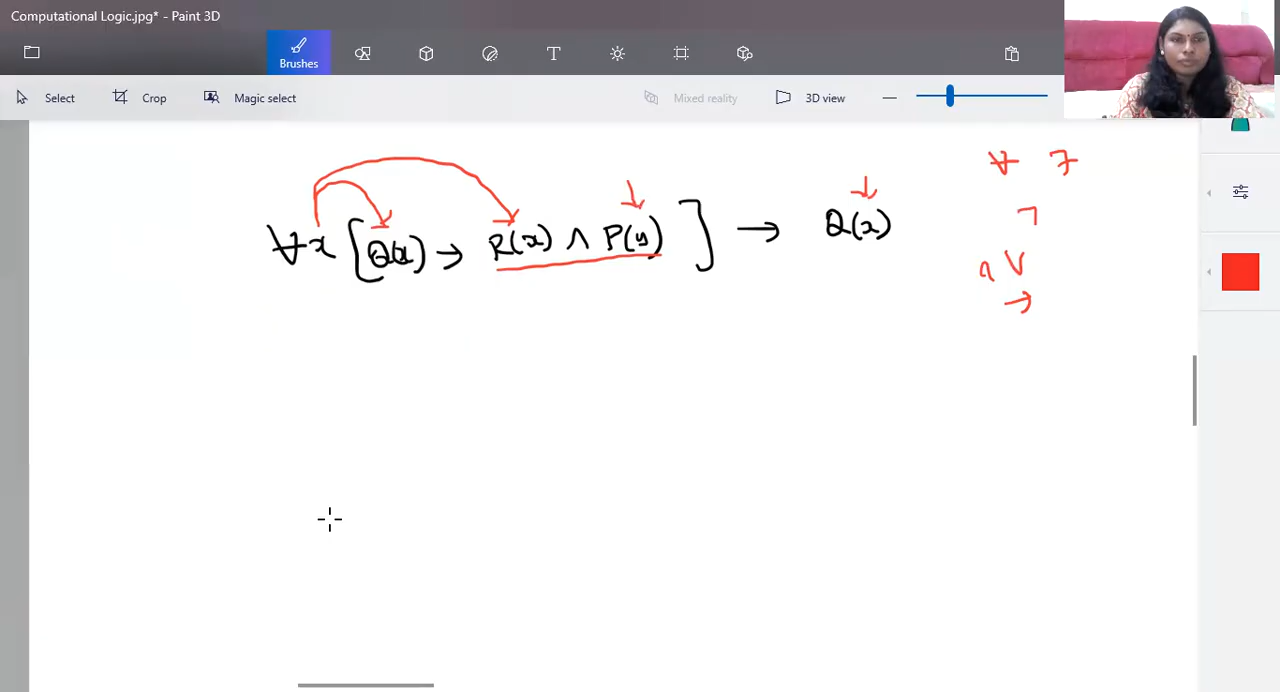 Computational Logic.jpg* - Paint 3D
Brushes
Select Crop Magic select Mixed reality 3D view
∀ ∃
∀x [Q(x) → R(x) ∧ P(y)] → Q(x)
¬
∧ ∨
→